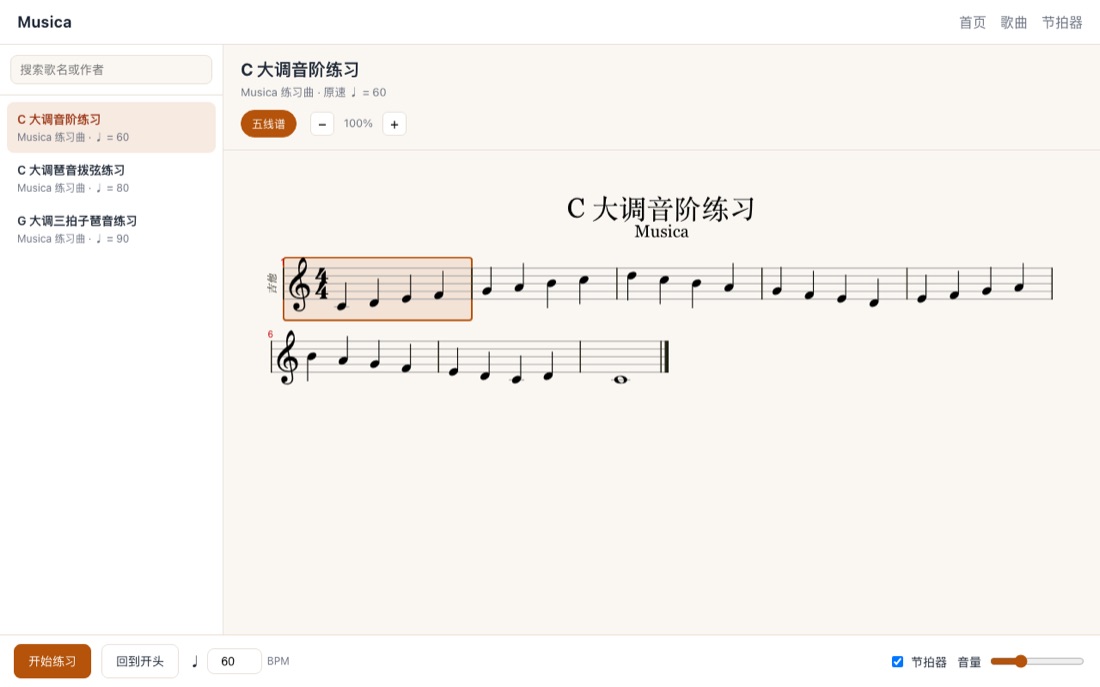 Musica
首页 歌曲 节拍器
搜索歌名或作者
C 大调音阶练习
Musica 练习曲 · ♩ = 60
C 大调琶音拨弦练习
Musica 练习曲 · ♩ = 80
G 大调三拍子琶音练习
Musica 练习曲 · ♩ = 90
C 大调音阶练习
Musica 练习曲 · 原速 ♩ = 60
五线谱 − 100% +
C 大调音阶练习
Musica
吉他
6
开始练习 回到开头 ♩ 60 BPM
节拍器 音量